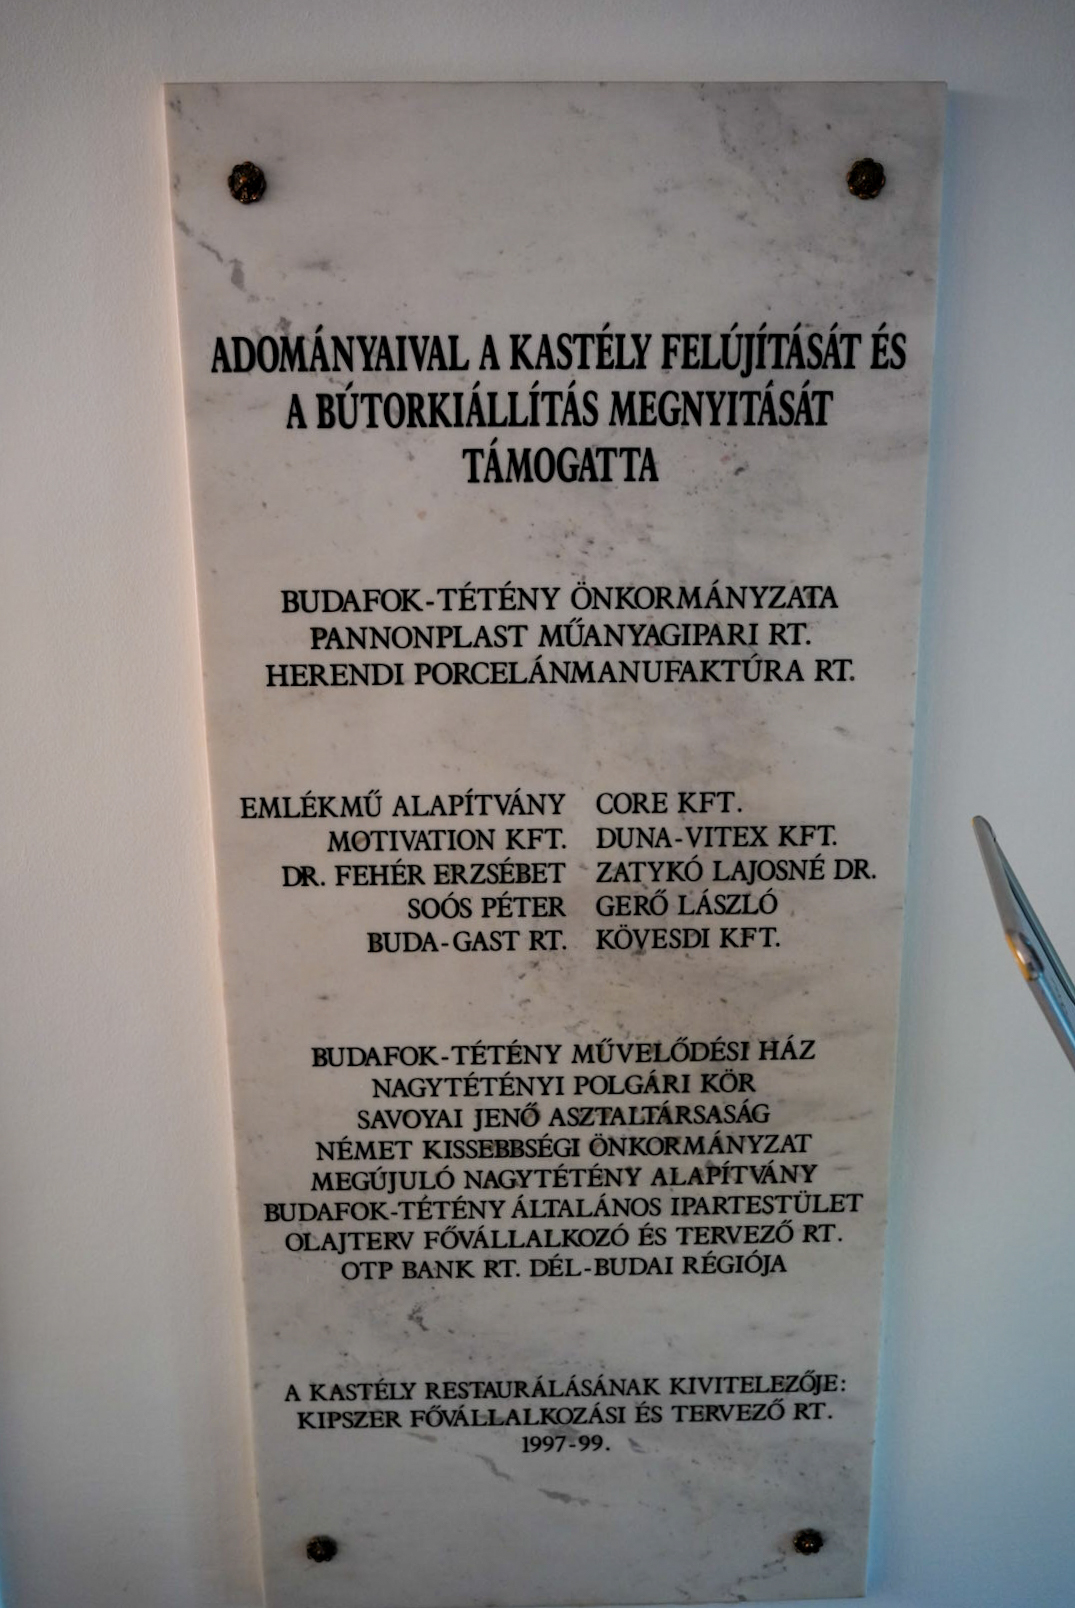 ADOMÁNYAIVAL A KASTÉLY FELÚJÍTÁSÁT ÉS
A BÚTORKIÁLLÍTÁS MEGNYITÁSÁT
TÁMOGATTA
BUDAFOK-TÉTÉNY ÖNKORMÁNYZATA
PANNONPLAST MŰANYAGIPARI RT.
HERENDI PORCELÁNMANUFAKTÚRA RT.
EMLÉKMŰ ALAPÍTVÁNY CORE KFT.
MOTIVATION KFT. DUNA-VITEX KFT.
DR. FEHÉR ERZSÉBET ZATYKÓ LAJOSNÉ DR.
SOÓS PÉTER GERŐ LÁSZLÓ
BUDA-GAST RT. KÖVESDI KFT.
BUDAFOK-TÉTÉNY MŰVELŐDÉSI HÁZ
NAGYTÉTÉNYI POLGÁRI KÖR
SAVOYAI JENŐ ASZTALTÁRSASÁG
NÉMET KISSEBBSÉGI ÖNKORMÁNYZAT
MEGÚJULÓ NAGYTÉTÉNY ALAPÍTVÁNY
BUDAFOK-TÉTÉNY ÁLTALÁNOS IPARTESTÜLET
OLAJTERV FŐVÁLLALKOZÓ ÉS TERVEZŐ RT.
OTP BANK RT. DÉL-BUDAI RÉGIÓJA
A KASTÉLY RESTAURÁLÁSÁNAK KIVITELEZŐJE:
KIPSZER FŐVÁLLALKOZÁSI ÉS TERVEZŐ RT.
1997-99.